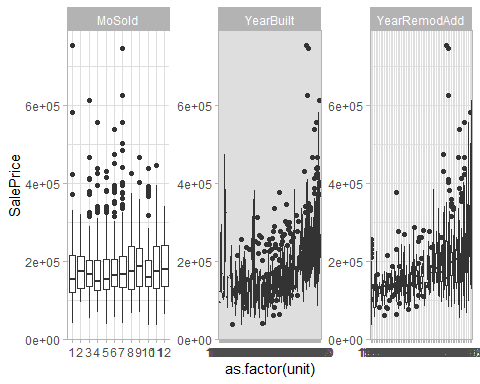 MoSold YearBuilt YearRemodAdd
6e+05 6e+05 6e+05
4e+05 4e+05 4e+05
2e+05 2e+05 2e+05
0e+00 0e+00 0e+00
SalePrice
1 2 3 4 5 6 7 8 9 10 11 12
as.factor(unit)